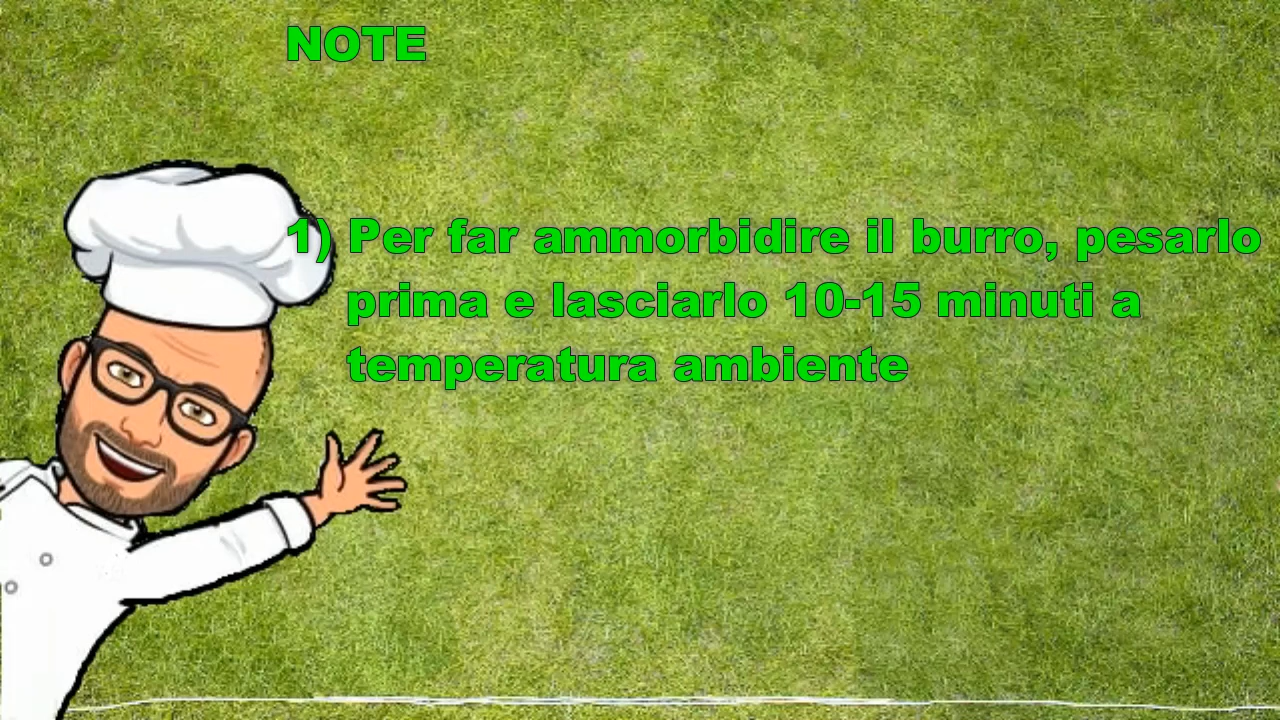 NOTE
1) Per far ammorbidire il burro, pesarlo
prima e lasciarlo 10-15 minuti a
temperatura ambiente